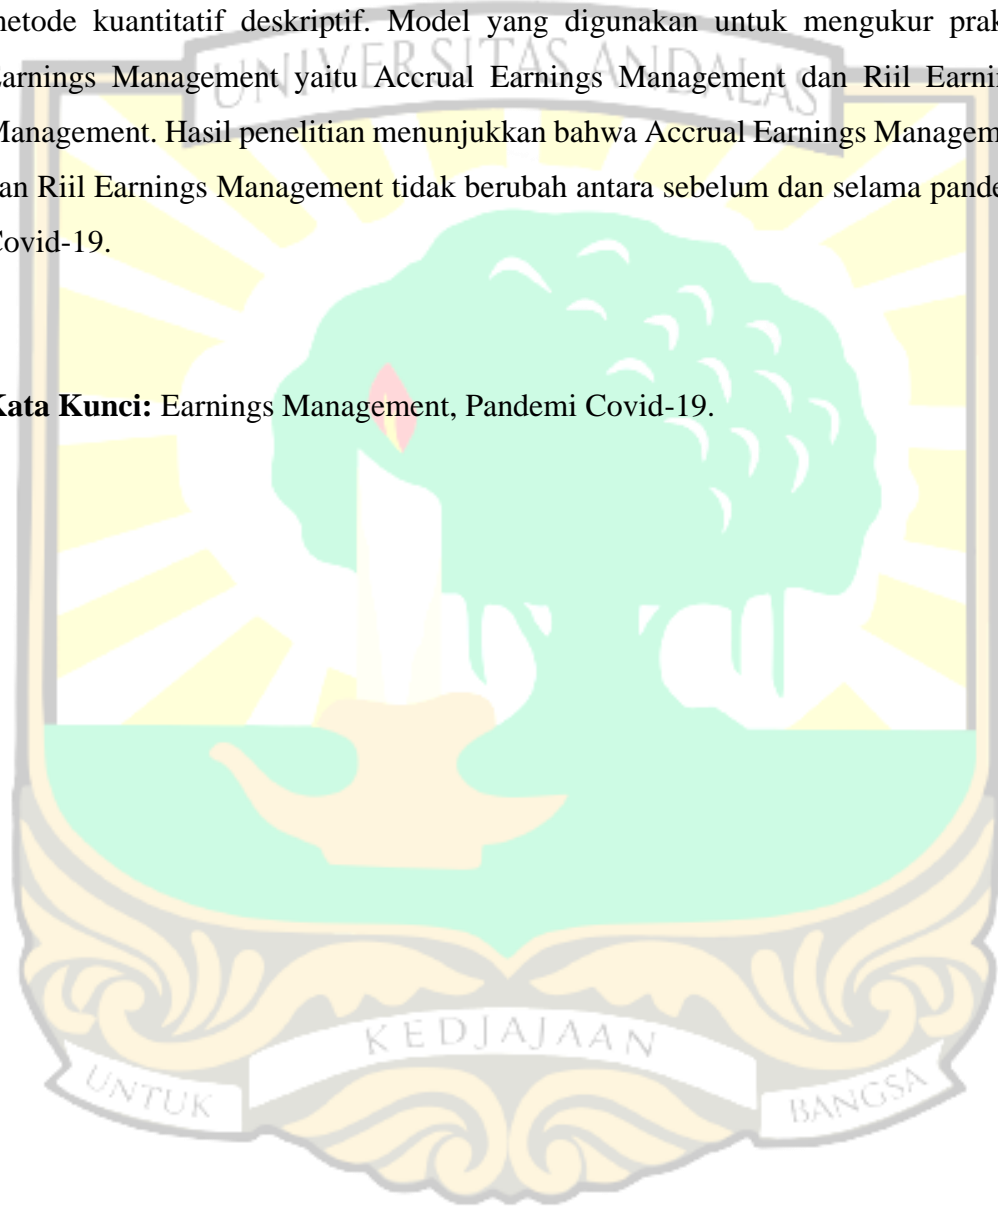 metode kuantitatif deskriptif. Model yang digunakan untuk mengukur prak
Earnings Management yaitu Accrual Earnings Management dan Riil Earnin
Management. Hasil penelitian menunjukkan bahwa Accrual Earnings Managem
dan Riil Earnings Management tidak berubah antara sebelum dan selama pande
Covid-19.
Kata Kunci: Earnings Management, Pandemi Covid-19.
UNIVERSITAS ANDALAS
KEDJAJAAN
UNTUK
BANGSA